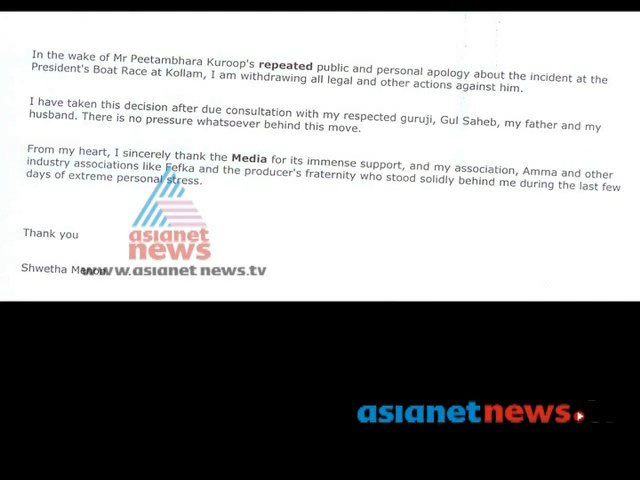 In the wake of Mr Peetambhara Kuroop's repeated public and personal apology about the incident at the
President's Boat Race at Kollam, I am withdrawing all legal and other actions against him.
I have taken this decision after due consultation with my respected guruji, Gul Saheb, my father and my
husband. There is no pressure whatsoever behind this move.
From my heart, I sincerely thank the Media for its immense support, and my association, Amma and other
industry associations like Fefka and the producer's fraternity who stood solidly behind me during the last few
days of extreme personal stress.
Thank you
asianet
news
Shwetha Menon
www.asianetnews.tv
asianetnews